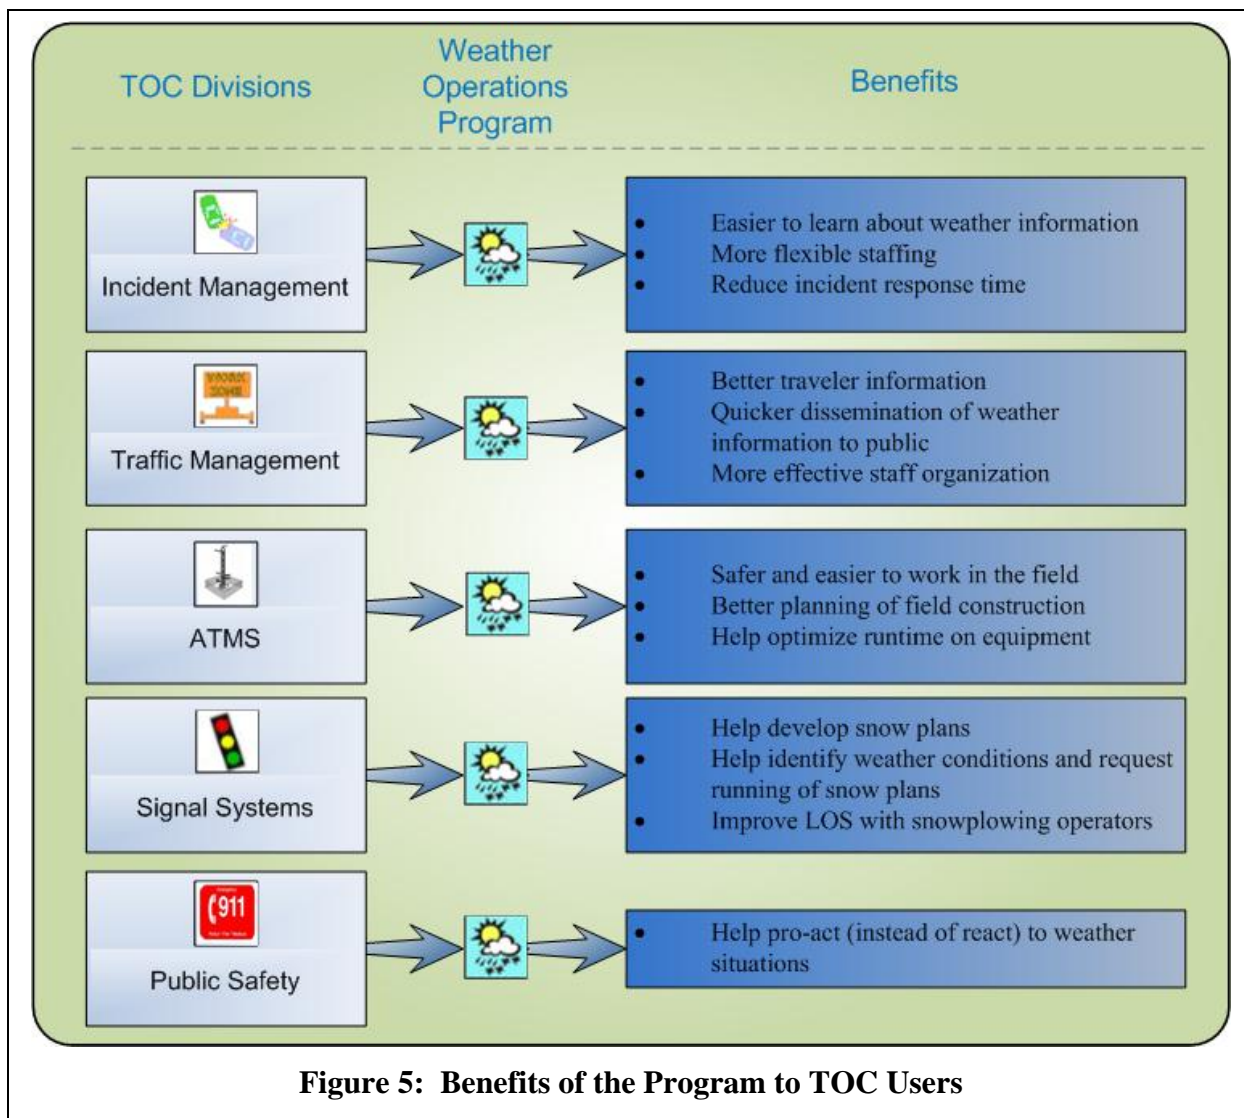 TOC Divisions
Weather
Operations
Program
Benefits
Incident Management
• Easier to learn about weather information
• More flexible staffing
• Reduce incident response time
WORK
ZONE
Traffic Management
• Better traveler information
• Quicker dissemination of weather
information to public
• More effective staff organization
ATMS
• Safer and easier to work in the field
• Better planning of field construction
• Help optimize runtime on equipment
Signal Systems
• Help develop snow plans
• Help identify weather conditions and request
running of snow plans
• Improve LOS with snowplowing operators
911
Public Safety
• Help pro-act (instead of react) to weather
situations
Figure 5: Benefits of the Program to TOC Users